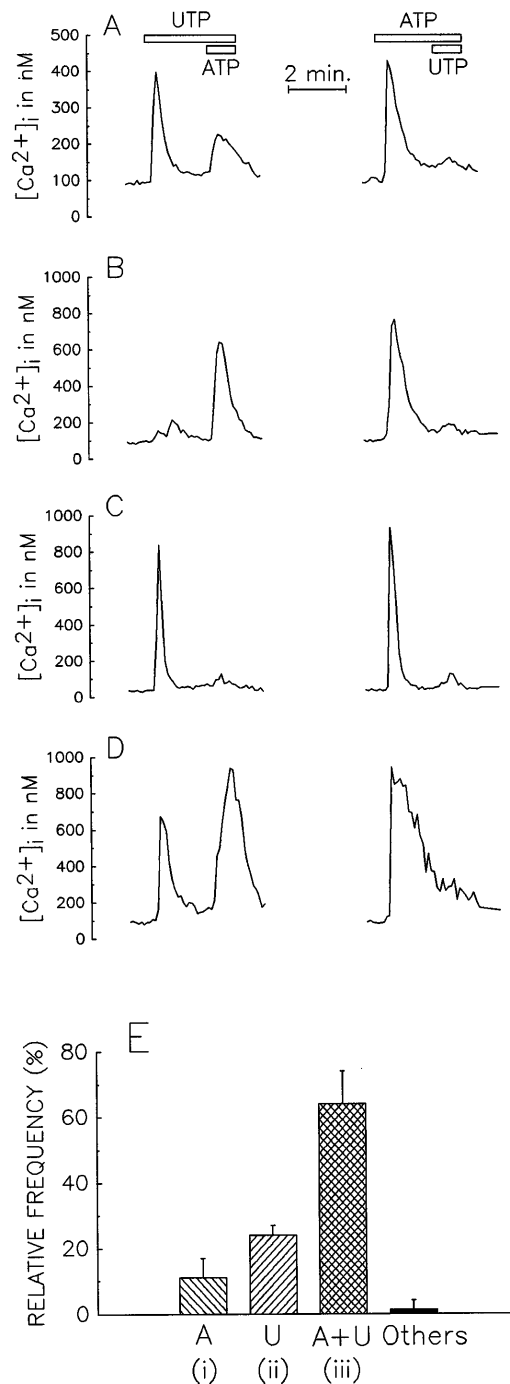 A
UTP
ATP
ATP
UTP
2 min.
500
400
300
200
100
0
[Ca2+]i in nM
B
1000
800
600
400
200
0
[Ca2+]i in nM
C
1000
800
600
400
200
0
[Ca2+]i in nM
D
1000
800
600
400
200
0
[Ca2+]i in nM
E
80
60
40
20
0
RELATIVE FREQUENCY (%)
A U A+U Others
(i) (ii) (iii)